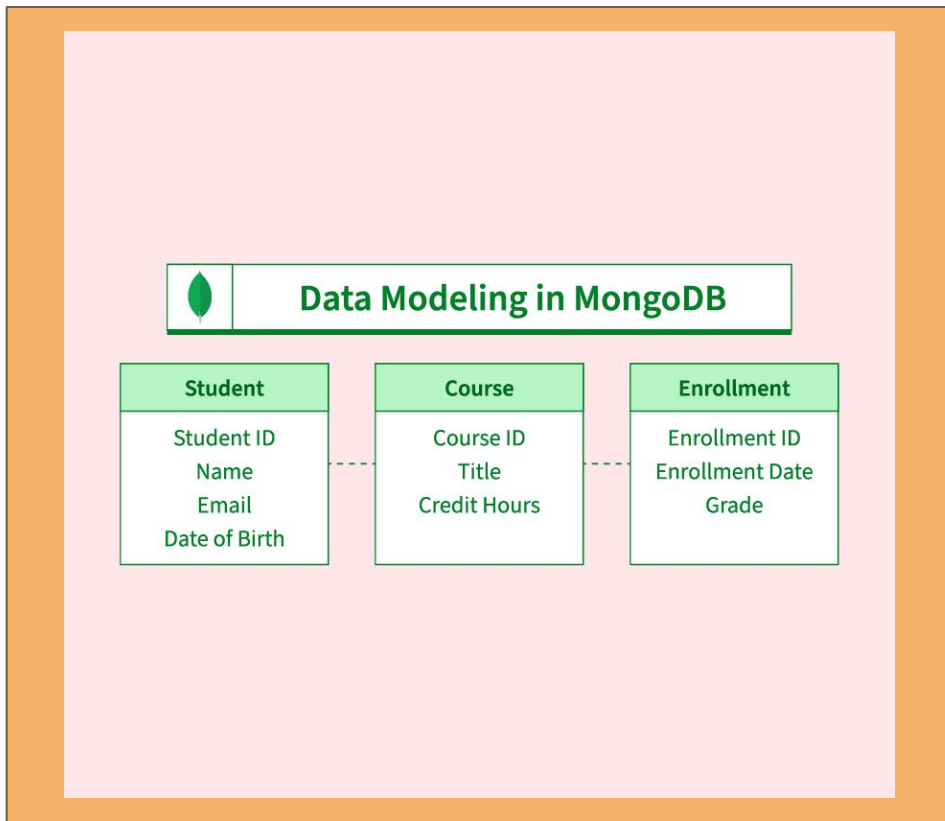 Data Modeling in MongoDB
Student
Student ID
Name
Email
Date of Birth
Course
Course ID
Title
Credit Hours
Enrollment
Enrollment ID
Enrollment Date
Grade